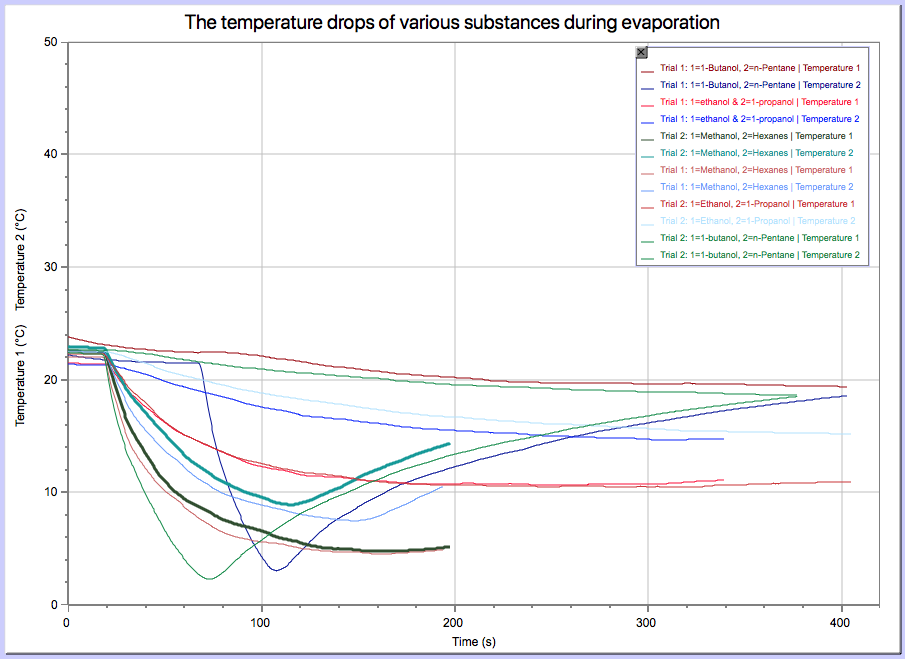 The temperature drops of various substances during evaporation
50
40
30
20
10
0
Temperature 1 (°C) Temperature 2 (°C)
Trial 1: 1=1-Butanol, 2=n-Pentane | Temperature 1
Trial 1: 1=1-Butanol, 2=n-Pentane | Temperature 2
Trial 1: 1=ethanol & 2=1-propanol | Temperature 1
Trial 1: 1=ethanol & 2=1-propanol | Temperature 2
Trial 2: 1=Methanol, 2=Hexanes | Temperature 1
Trial 2: 1=Methanol, 2=Hexanes | Temperature 2
Trial 1: 1=Methanol, 2=Hexanes | Temperature 1
Trial 1: 1=Methanol, 2=Hexanes | Temperature 2
Trial 2: 1=Ethanol, 2=1-Propanol | Temperature 1
Trial 2: 1=Ethanol, 2=1-Propanol | Temperature 2
Trial 2: 1=1-butanol, 2=n-Pentane | Temperature 1
Trial 2: 1=1-butanol, 2=n-Pentane | Temperature 2
0 100 200 300 400
Time (s)